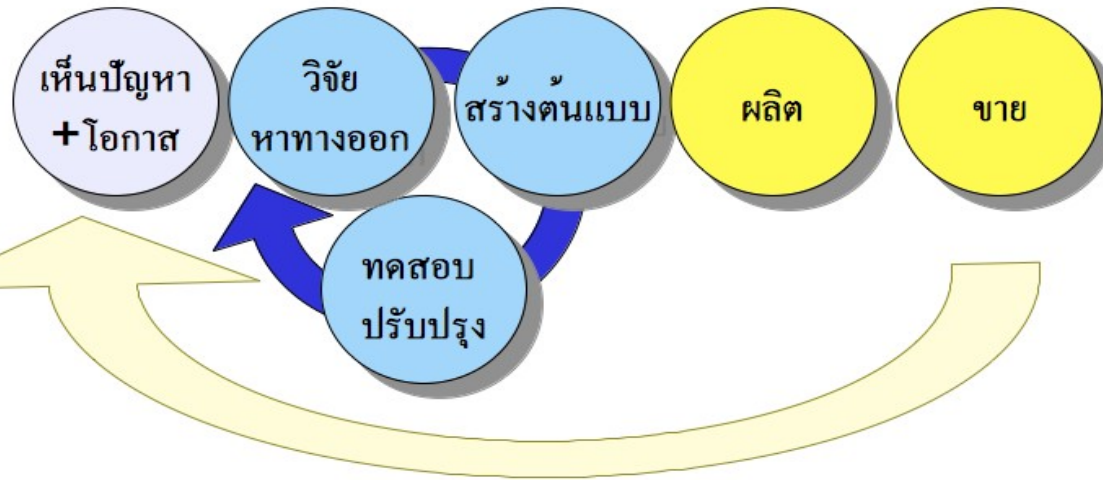 เห็นปัญหา
+โอกาส
วิจัย
หาทางออก
สร้างต้นแบบ
ผลิต
ขาย
ทดสอบ
ปรับปรุง